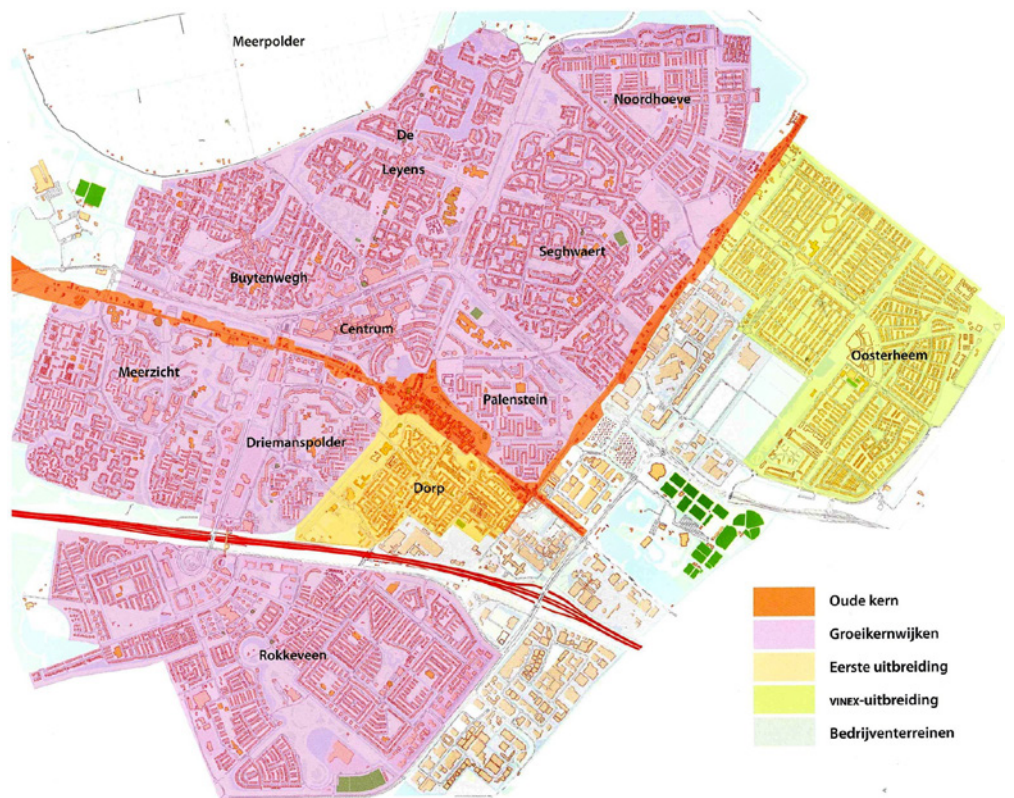 Meerpolder
Noordhoeve
De
Leyens
Seghwaert
Buytenwegh
Centrum
Oosterheem
Meerzicht
Palenstein
Driemanspolder
Dorp
Rokkeveen
Oude kern
Groeikernwijken
Eerste uitbreiding
VINEX-uitbreiding
Bedrijventerreinen